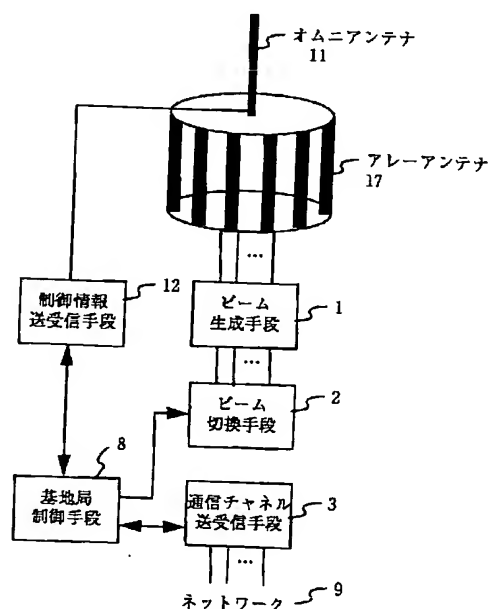 オムニアンテナ
11
アレーアンテナ
17
12
制御情報
送受信手段
ビーム
生成手段
1
ビーム
切換手段
2
8
基地局
制御手段
通信チャネル
送受信手段
3
ネットワーク
9